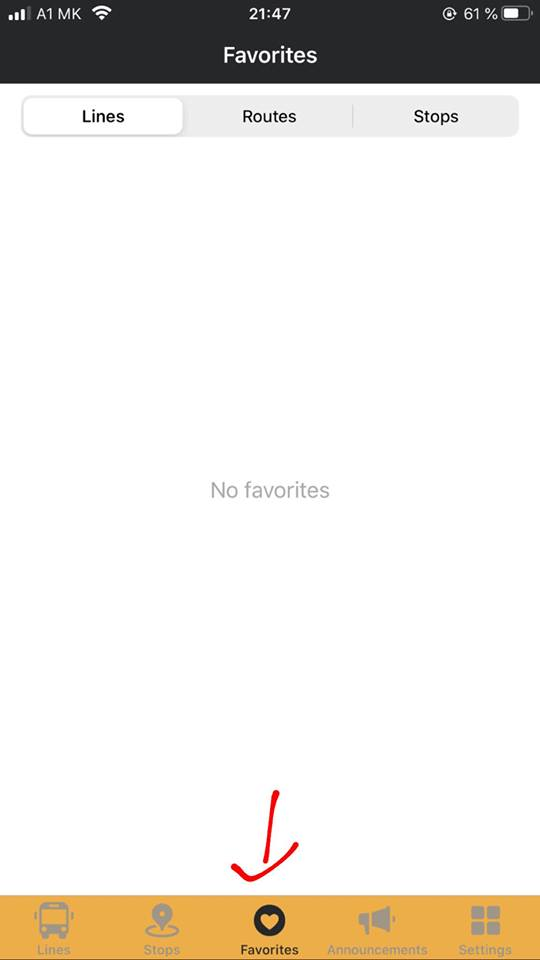 A1 MK 21:47 61 %
Favorites
Lines Routes Stops
No favorites
Lines Stops Favorites Announcements Settings